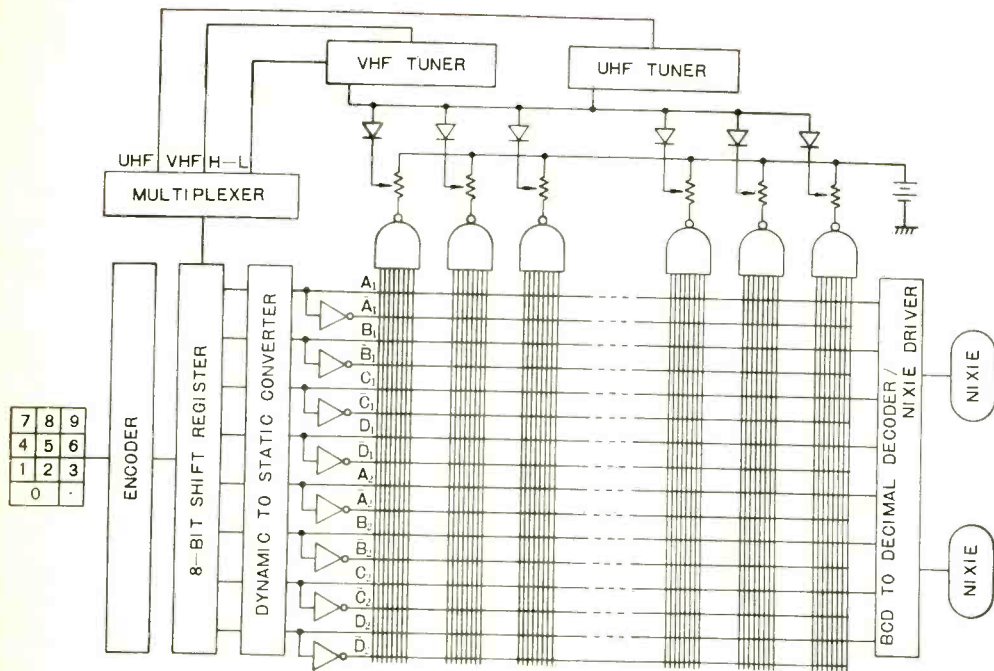 VHF TUNER
UHF TUNER
UHF VHF H-L
MULTIPLEXER
ENCODER
8-BIT SHIFT REGISTER
DYNAMIC TO STATIC CONVERTER
A₁
A̅₁
B₁
B̅₁
C₁
C̅₁
D₁
D̅₁
A₂
A̅₂
B₂
B̅₂
C₂
C̅₂
D₂
D̅₂
BCD TO DECIMAL DECODER/
NIXIE DRIVER
NIXIE
NIXIE
7 8 9
4 5 6
1 2 3
0 .